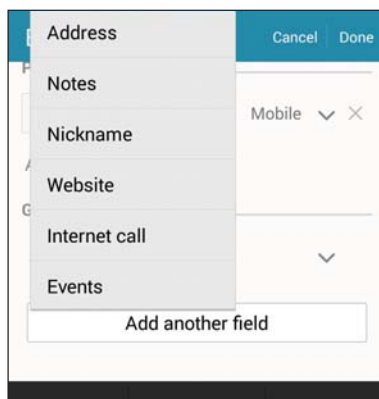 Address
Cancel Done
Notes
Mobile
Nickname
Website
Internet call
Events
Add another field